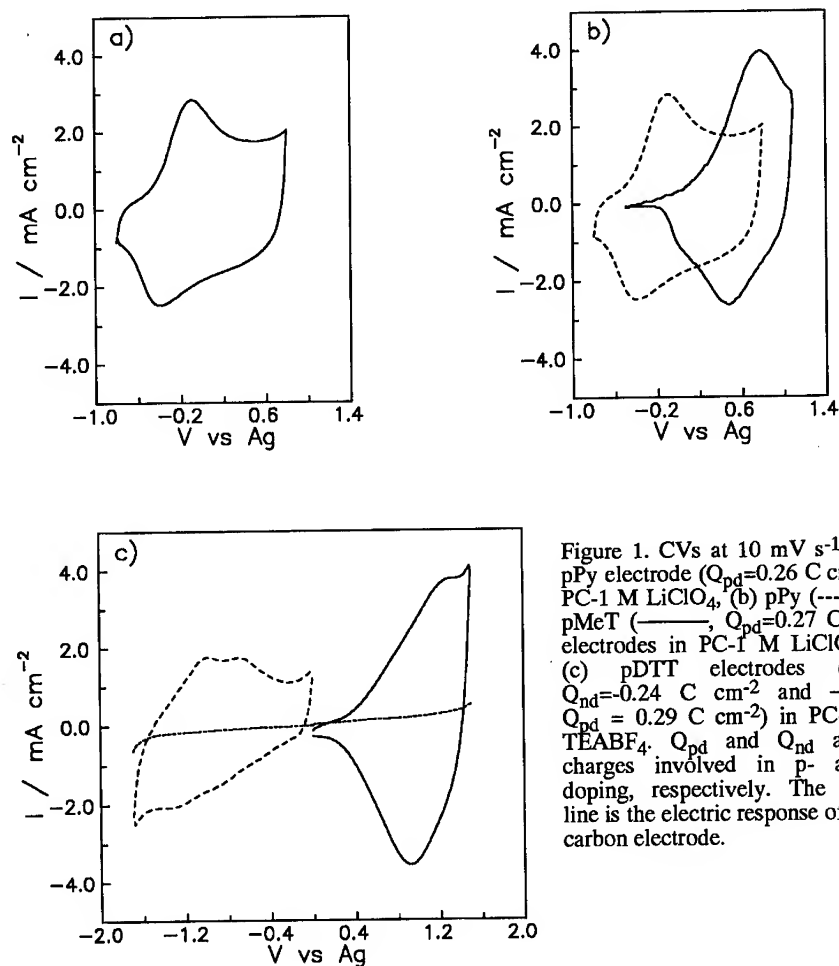 a)
4.0
2.0
0.0
−2.0
−4.0
I / mA cm⁻²
−1.0 −0.2 0.6 1.4
V vs Ag
b)
4.0
2.0
0.0
−2.0
−4.0
I / mA cm⁻²
−1.0 −0.2 0.6 1.4
V vs Ag
c)
4.0
2.0
0.0
−2.0
−4.0
I / mA cm⁻²
−2.0 −1.2 −0.4 0.4 1.2 2.0
V vs Ag
Figure 1. CVs at 10 mV s⁻¹
pPy electrode (Qpd=0.26 C
PC-1 M LiClO₄, (b) pPy (---
pMeT (———, Qpd=0.27 C
electrodes in PC-1 M
(c) pDTT electrodes (
Qnd=-0.24 C cm⁻² and –
Qpd = 0.29 C cm⁻²) in PC-
TEABF₄. Qpd and Qnd
charges involved in p-
doping, respectively. The
line is the electric response
carbon electrode.